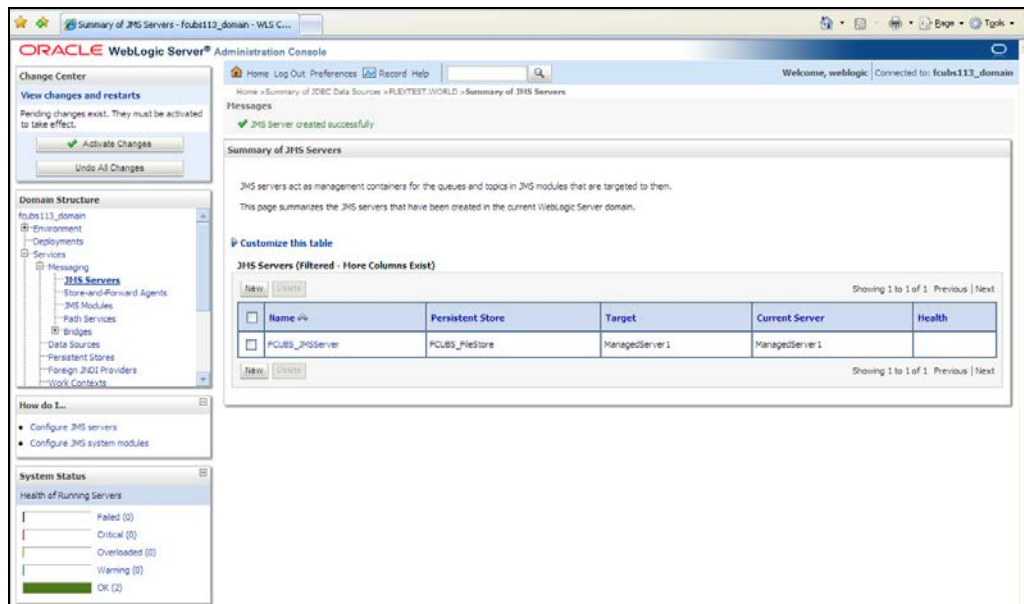 Summary of JMS Servers - fcubs113_domain - WLS C...
Page
Tools
ORACLE WebLogic Server® Administration Console
Change Center
View changes and restarts
Pending changes exist. They must be activated
to take effect.
Activate Changes
Undo All Changes
Domain Structure
fcubs113_domain
Environment
Deployments
Services
Messaging
JMS Servers
Store-and-Forward Agents
JMS Modules
Path Services
Bridges
Data Sources
Persistent Stores
Foreign JNDI Providers
Work Contexts
How do I...
Configure JMS servers
Configure JMS system modules
System Status
Health of Running Servers
Failed (0)
Critical (0)
Overloaded (0)
Warning (0)
OK (2)
Home Log Out Preferences Record Help
Welcome, weblogic Connected to: fcubs113_domain
Home >Summary of JDBC Data Sources >FLEXTEST.WORLD >Summary of JMS Servers
Messages
JMS Server created successfully
Summary of JMS Servers
JMS servers act as management containers for the queues and topics in JMS modules that are targeted to them.
This page summarizes the JMS servers that have been created in the current WebLogic Server domain.
Customize this table
JMS Servers (Filtered - More Columns Exist)
New Delete Showing 1 to 1 of 1 Previous | Next
Name Persistent Store Target Current Server Health
FCUBS_JMSServer FCUBS_FileStore ManagedServer1 ManagedServer1
New Delete Showing 1 to 1 of 1 Previous | Next